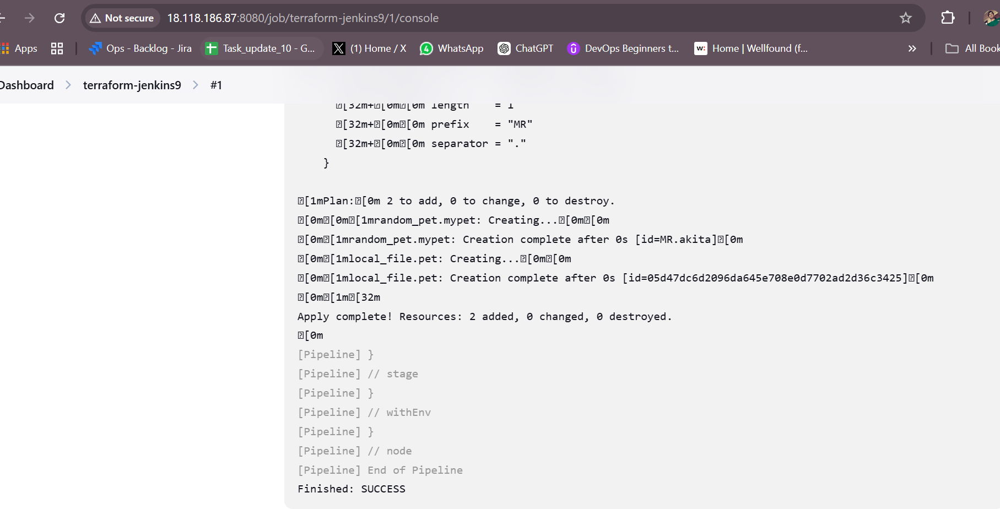 Not secure 18.118.186.87:8080/job/terraform-jenkins9/1/console
Apps Ops - Backlog - Jira Task_update_10 - G... (1) Home / X WhatsApp ChatGPT DevOps Beginners t... w: Home | Wellfound (f... » All Book
Dashboard > terraform-jenkins9 > #1
␛[32m+␛[0m␛[0m length    = 1
␛[32m+␛[0m␛[0m prefix    = "MR"
␛[32m+␛[0m␛[0m separator = "."
}
␛[1mPlan:␛[0m 2 to add, 0 to change, 0 to destroy.
␛[0m␛[0m␛[1mrandom_pet.mypet: Creating...␛[0m␛[0m
␛[0m␛[1mrandom_pet.mypet: Creation complete after 0s [id=MR.akita]␛[0m
␛[0m␛[1mlocal_file.pet: Creating...␛[0m␛[0m
␛[0m␛[1mlocal_file.pet: Creation complete after 0s [id=05d47dc6d2096da645e708e0d7702ad2d36c3425]␛[0m
␛[0m␛[1m␛[32m
Apply complete! Resources: 2 added, 0 changed, 0 destroyed.
␛[0m
[Pipeline] }
[Pipeline] // stage
[Pipeline] }
[Pipeline] // withEnv
[Pipeline] }
[Pipeline] // node
[Pipeline] End of Pipeline
Finished: SUCCESS